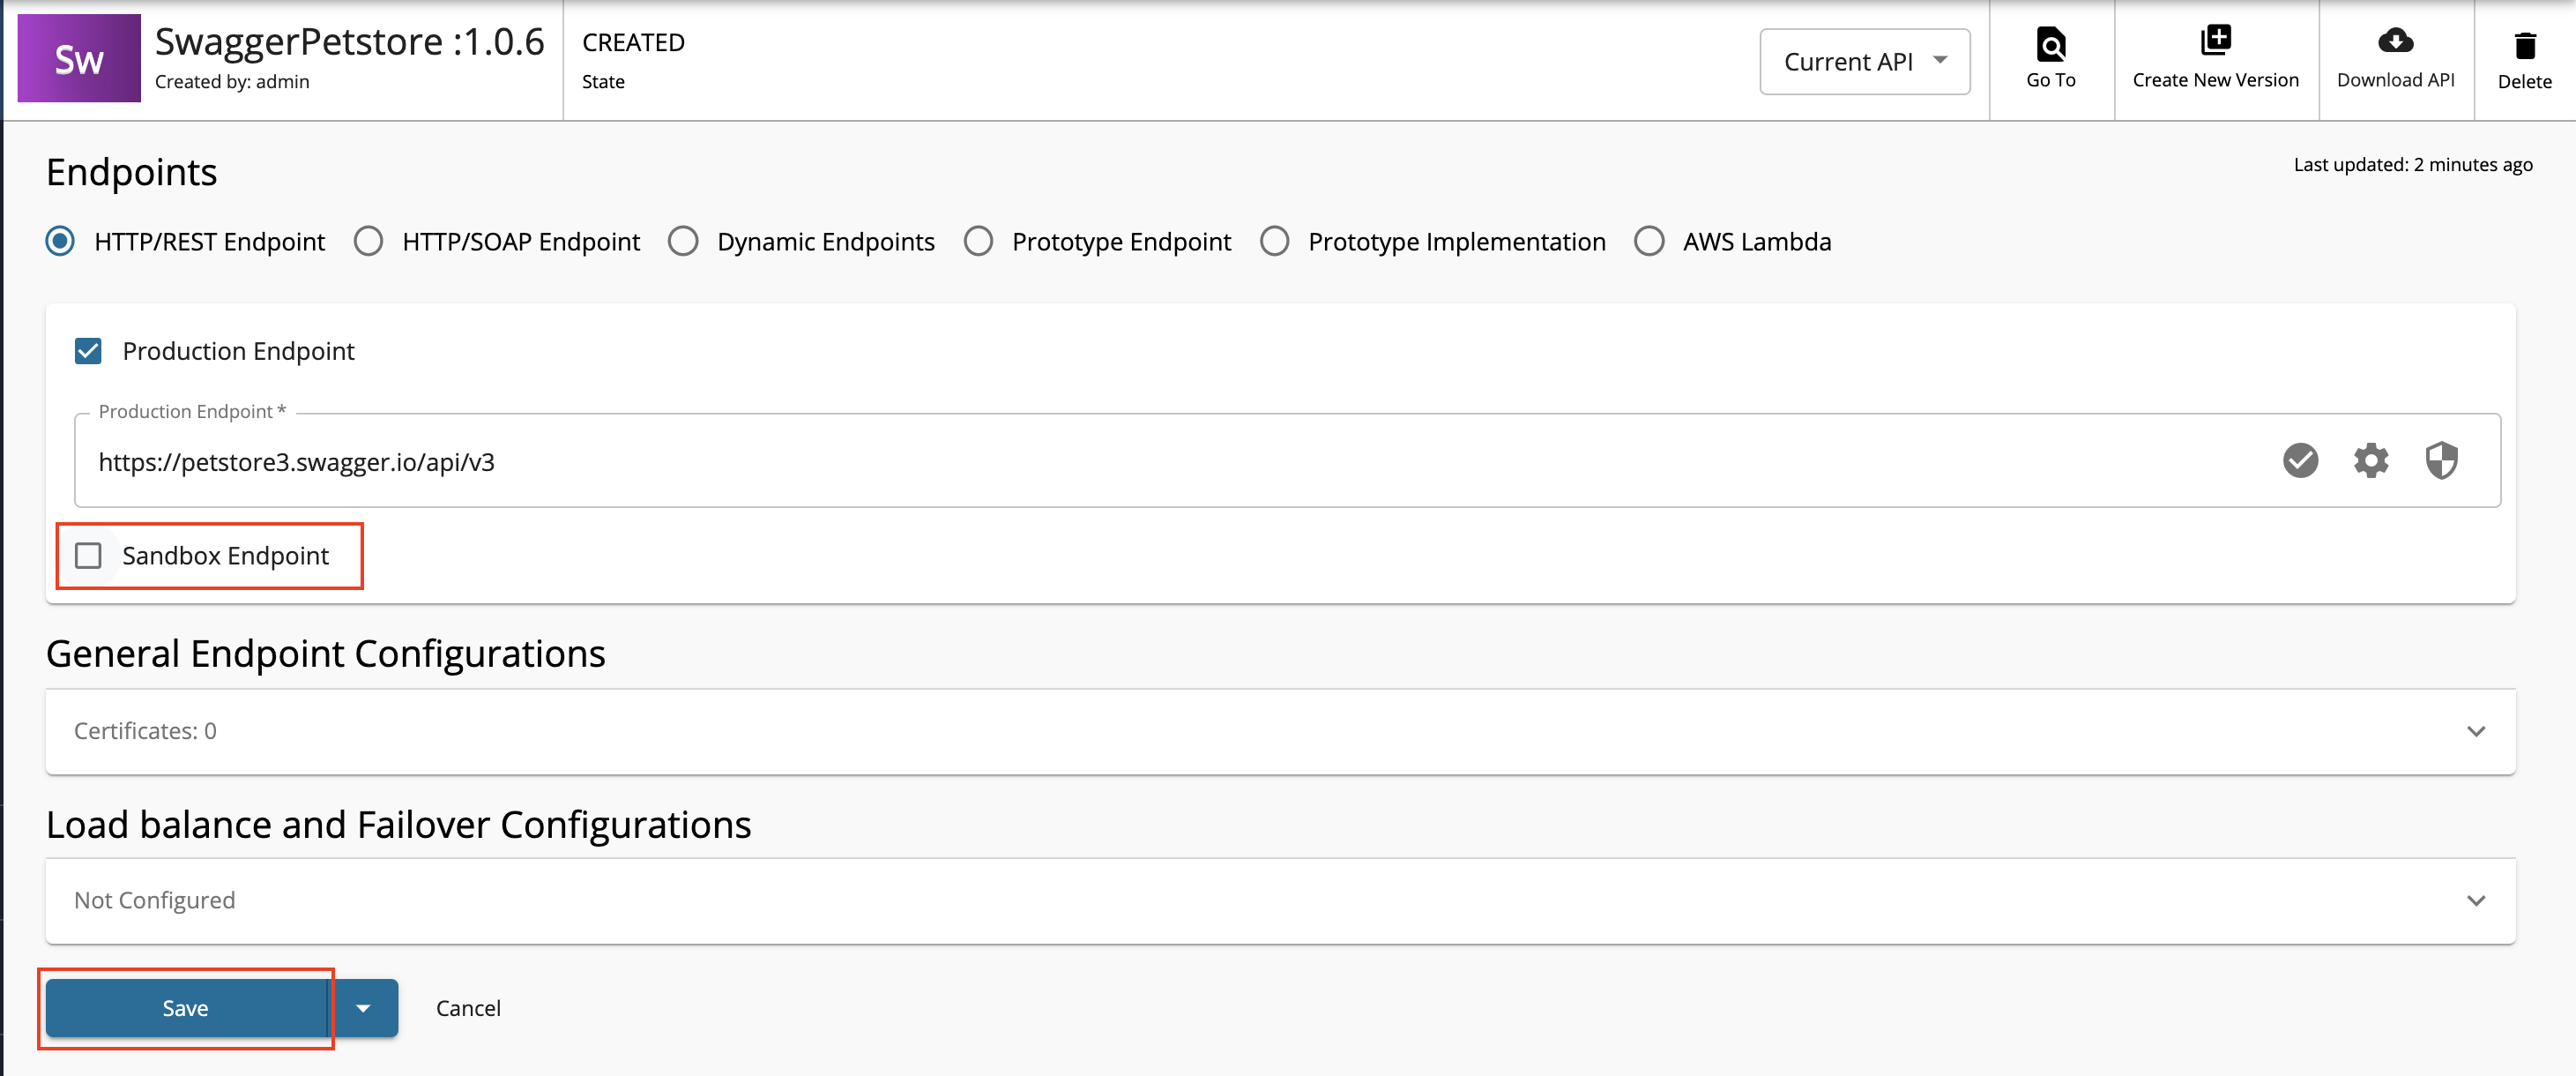 Sw
SwaggerPetstore :1.0.6
Created by: admin
CREATED
State
Current API
Go To
Create New Version
Download API
Delete
Endpoints
Last updated: 2 minutes ago
HTTP/REST Endpoint
HTTP/SOAP Endpoint
Dynamic Endpoints
Prototype Endpoint
Prototype Implementation
AWS Lambda
Production Endpoint
Production Endpoint *
https://petstore3.swagger.io/api/v3
Sandbox Endpoint
General Endpoint Configurations
Certificates: 0
Load balance and Failover Configurations
Not Configured
Save
Cancel